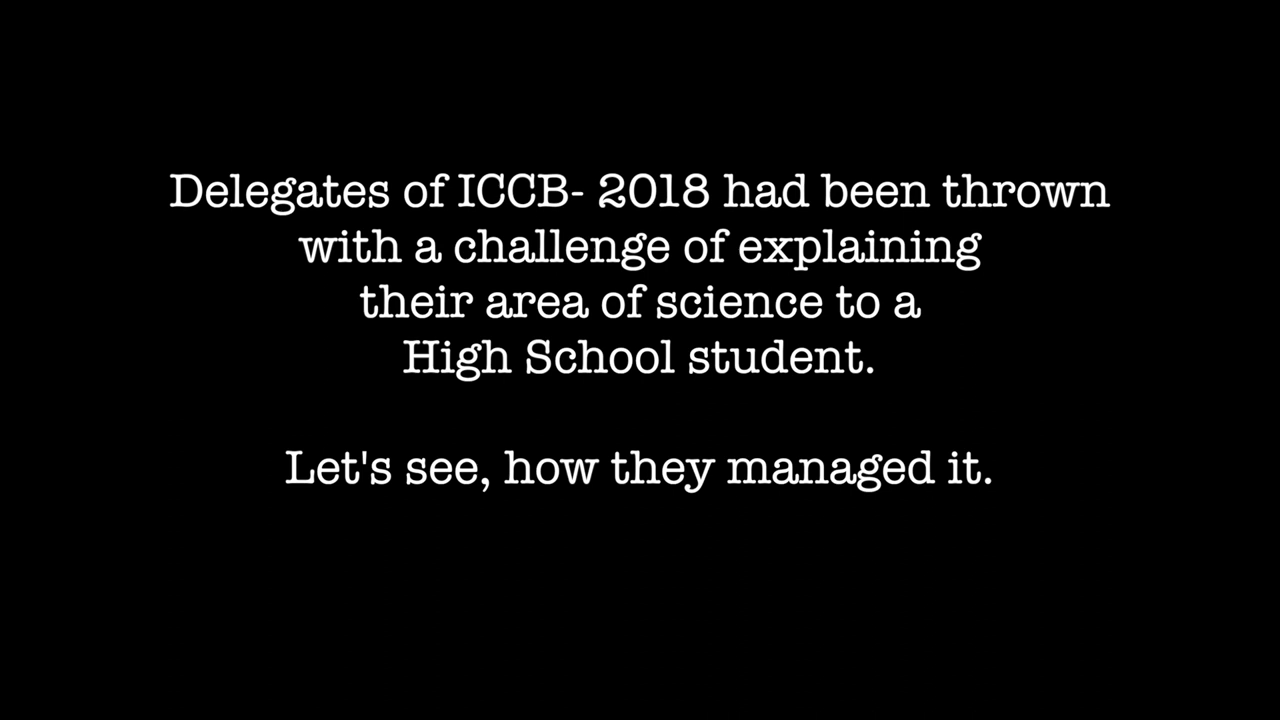 Delegates of ICCB- 2018 had been thrown
with a challenge of explaining
their area of science to a
High School student.
Let's see, how they managed it.